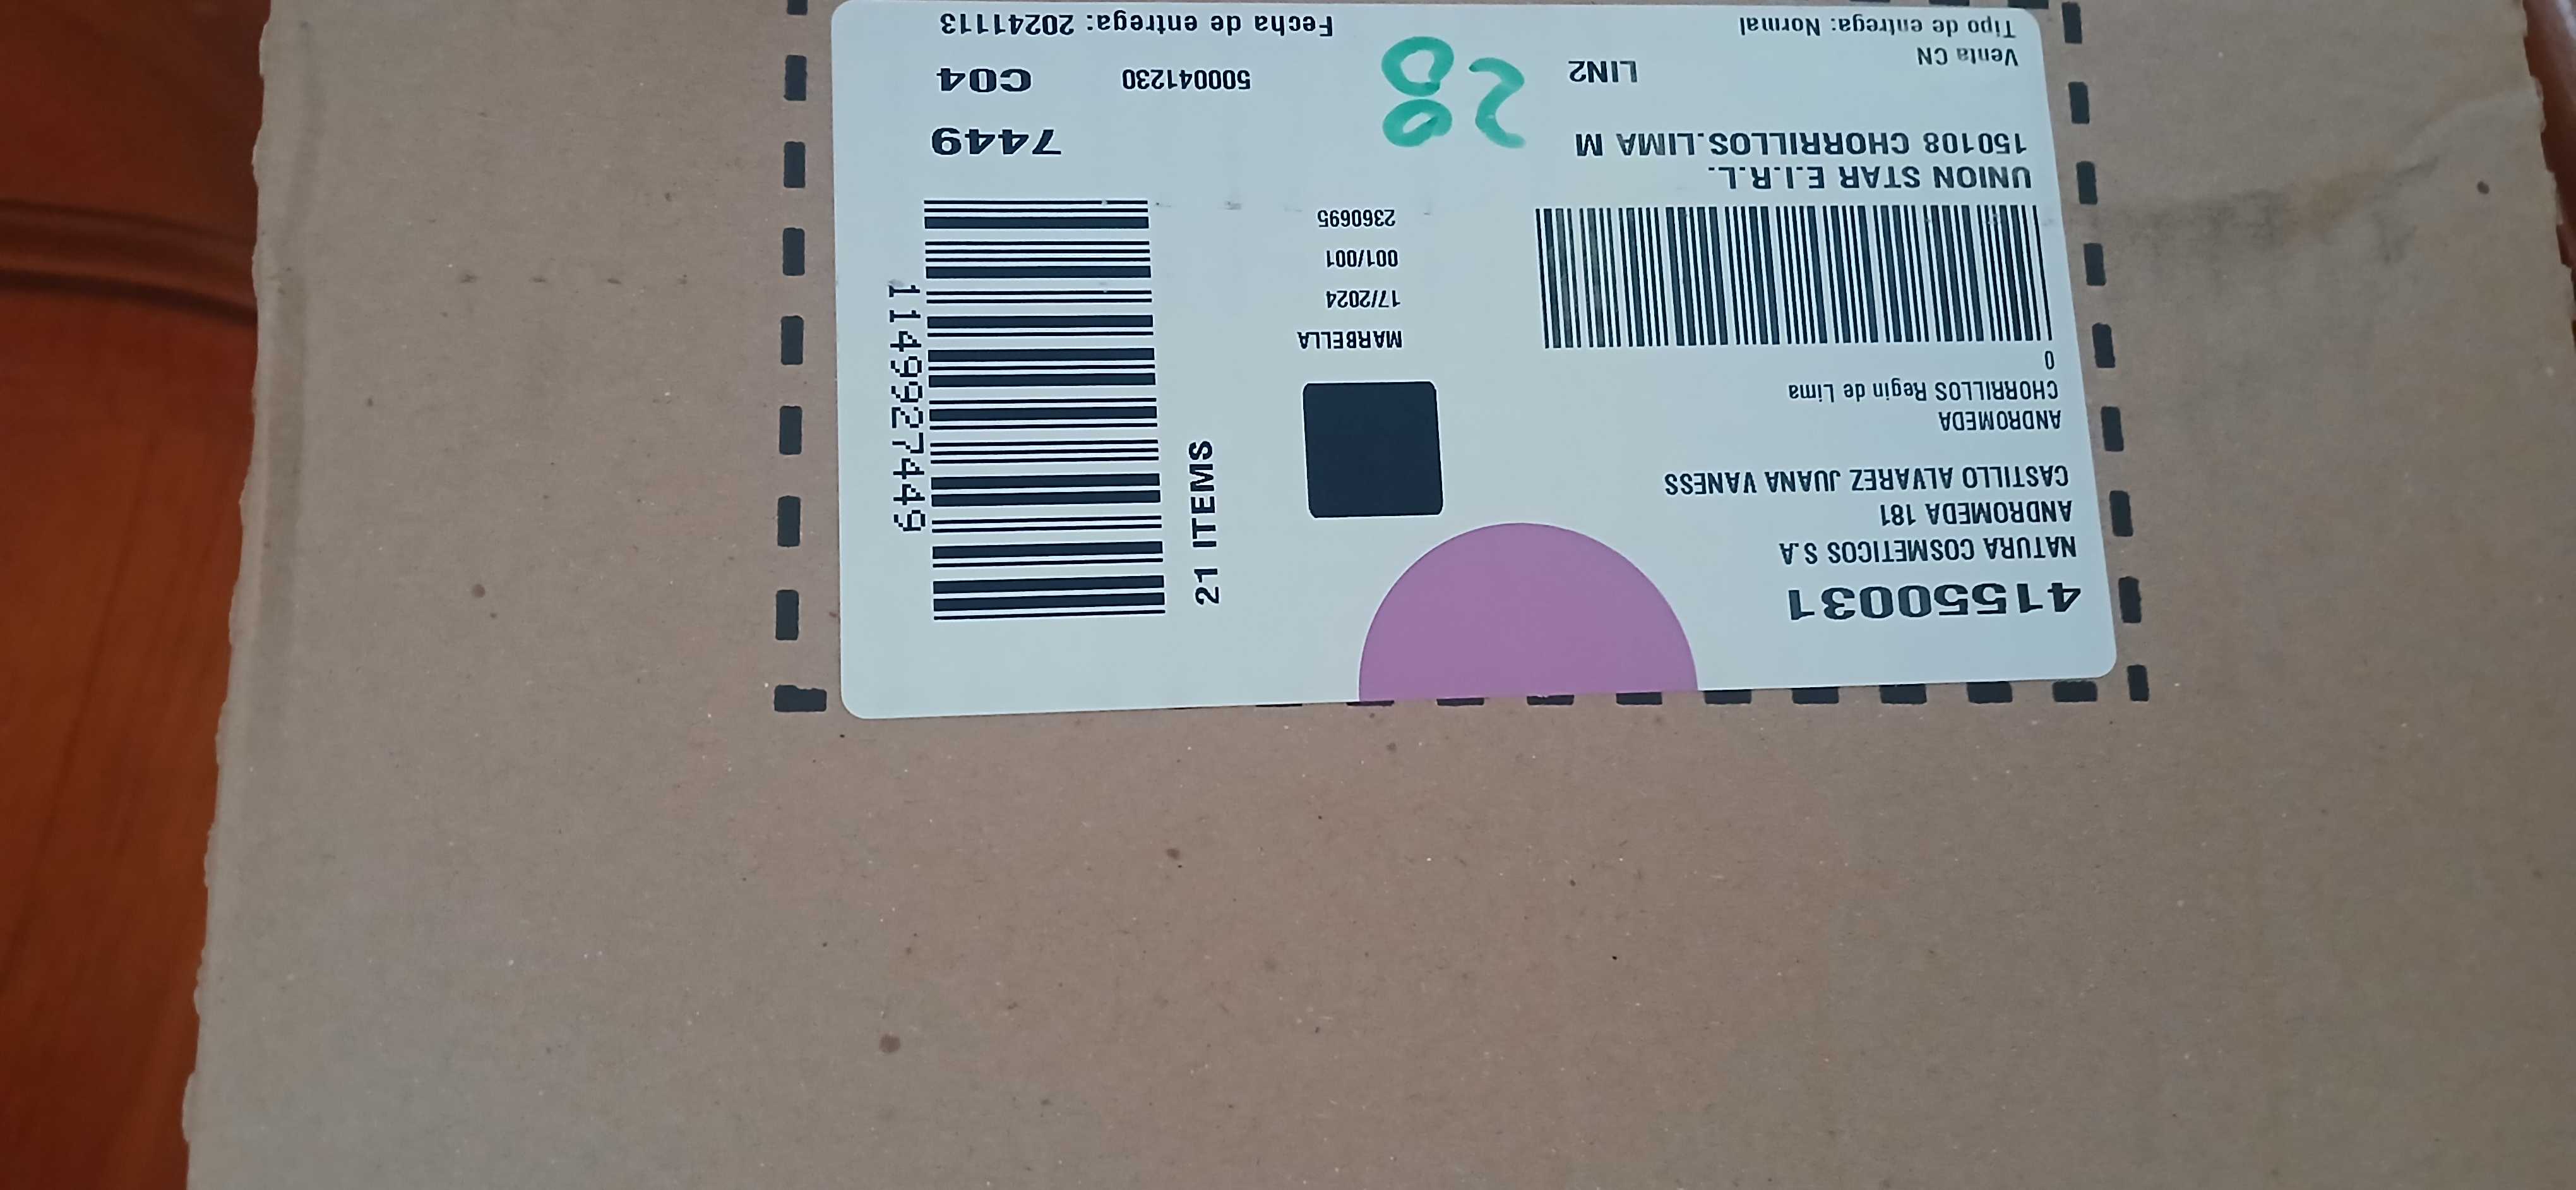 41550031
NATURA COSMETICOS S.A
ANDROMEDA 181
CASTILLO ALVAREZ JUANA VANESS
ANDROMEDA
CHORRILLOS Regin de Lima
0
UNION STAR E.I.R.L.
150108 CHORRILLOS.LIMA M
LIN2
Venta CN
Tipo de entrega: Normal
MARBELLA
17/2024
001/001
2360695
28
21 ITEMS
1149927449
7449
500041230
C04
Fecha de entrega: 20241113